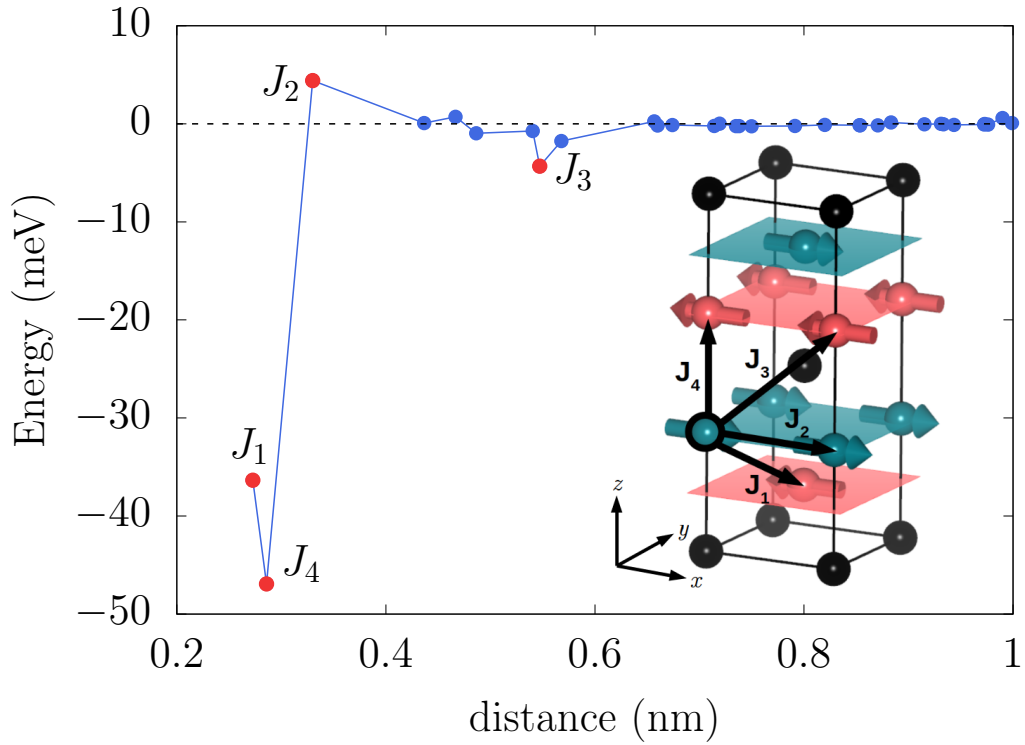 10
0
−10
−20
−30
−40
−50
Energy (meV)
0.2 0.4 0.6 0.8 1
distance (nm)
J2
J3
J1
J4
J4
J3
J2
J1
z
y
x